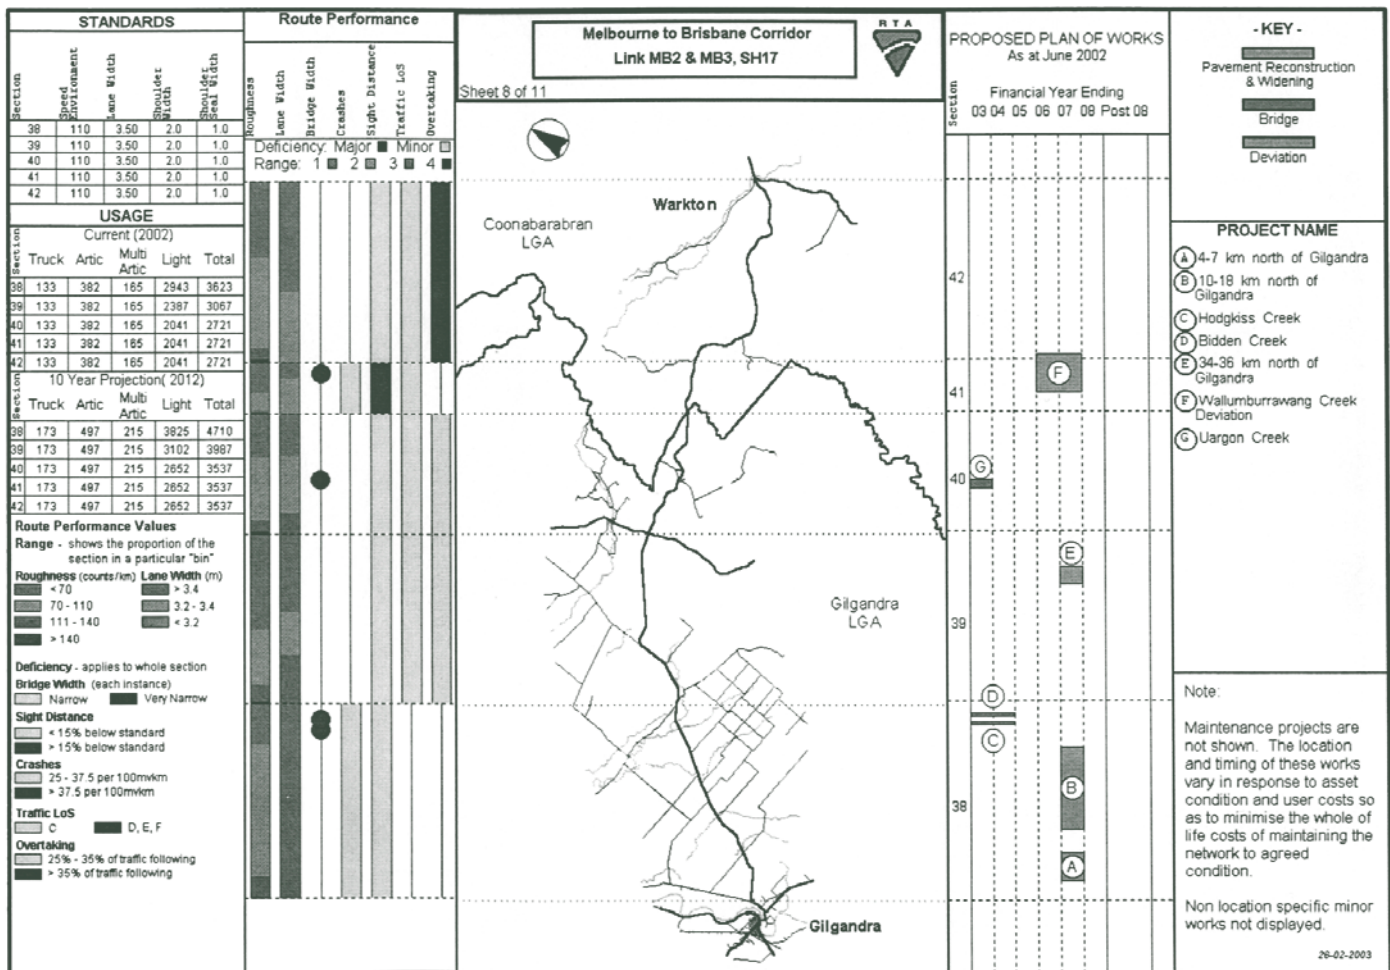 STANDARDS
Section Speed Environment Lane Width Shoulder Width Shoulder Seal Width
38 110 3.50 2.0 1.0
39 110 3.50 2.0 1.0
40 110 3.50 2.0 1.0
41 110 3.50 2.0 1.0
42 110 3.50 2.0 1.0
USAGE
Current (2002)
Section Truck Artic Multi Artic Light Total
38 133 382 165 2943 3623
39 133 382 165 2387 3067
40 133 382 165 2041 2721
41 133 382 165 2041 2721
42 133 382 165 2041 2721
10 Year Projection( 2012)
Section Truck Artic Multi Artic Light Total
38 173 497 215 3825 4710
39 173 497 215 3102 3987
40 173 497 215 2652 3537
41 173 497 215 2652 3537
42 173 497 215 2652 3537
Route Performance Values
Range - shows the proportion of the
section in a particular "bin"
Roughness (counts/km) Lane Width (m)
< 70 > 3.4
70 - 110 3.2 - 3.4
111 - 140 < 3.2
> 140
Deficiency - applies to whole section
Bridge Width (each instance)
Narrow Very Narrow
Sight Distance
< 15% below standard
> 15% below standard
Crashes
25 - 37.5 per 100mvkm
> 37.5 per 100mvkm
Traffic LoS
C D, E, F
Overtaking
25% - 35% of traffic following
> 35% of traffic following
Route Performance
Roughness Lane Width Bridge Width Crashes Sight Distance Traffic LoS Overtaking
Deficiency: Major Minor
Range: 1 2 3 4
Melbourne to Brisbane Corridor
Link MB2 & MB3, SH17
RTA
Sheet 8 of 11
Warkton
Coonabarabran
LGA
Gilgandra
LGA
Gilgandra
PROPOSED PLAN OF WORKS
As at June 2002
Financial Year Ending
Section 03 04 05 06 07 08 Post 08
42
F
41
G
40
E
39
D
C
B
38
A
- KEY -
Pavement Reconstruction
& Widening
Bridge
Deviation
PROJECT NAME
A 4-7 km north of Gilgandra
B 10-18 km north of
Gilgandra
C Hodgkiss Creek
D Bidden Creek
E 34-36 km north of
Gilgandra
F Wallumburrawang Creek
Deviation
G Uargon Creek
Note:
Maintenance projects are
not shown. The location
and timing of these works
vary in response to asset
condition and user costs so
as to minimise the whole of
life costs of maintaining the
network to agreed
condition.
Non location specific minor
works not displayed.
26-02-2003